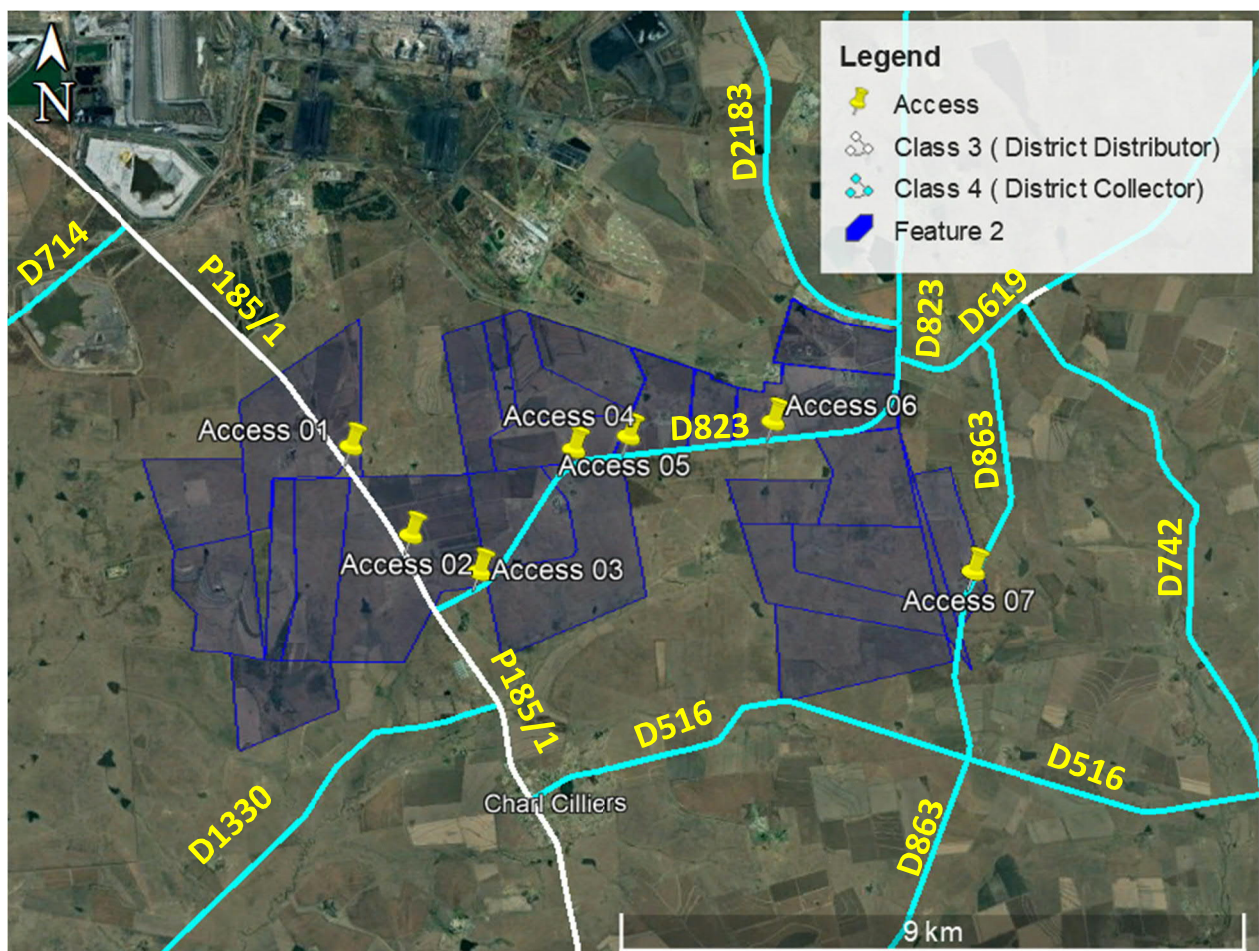 N
Legend
Access
Class 3 ( District Distributor)
Class 4 ( District Collector)
Feature 2
D2183
D714
P185/1
D823
D619
Access 01
Access 04
D823
Access 06
Access 05
D863
Access 02
Access 03
D742
Access 07
P185/1
D516
D516
Charl Cilliers
D1330
D863
9 km